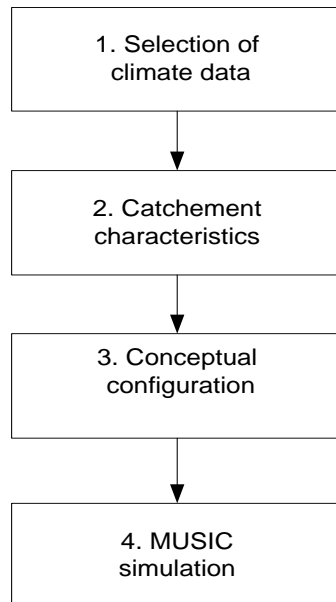 1. Selection of
climate data
2. Catchement
characteristics
3. Conceptual
configuration
4. MUSIC
simulation